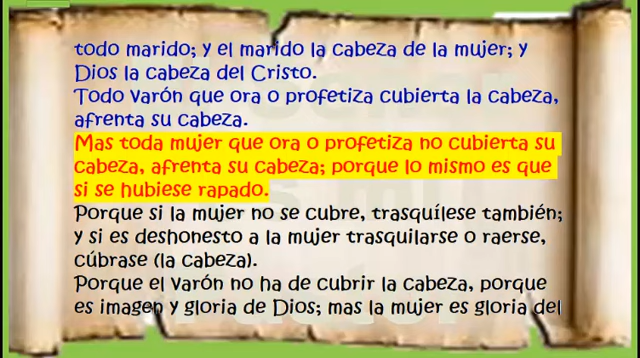 todo marido; y el marido la cabeza de la mujer; y
Dios la cabeza del Cristo.
Todo varón que ora o profetiza cubierta la cabeza,
afrenta su cabeza.
Mas toda mujer que ora o profetiza no cubierta su
cabeza, afrenta su cabeza; porque lo mismo es que
si se hubiese rapado.
Porque si la mujer no se cubre, trasquílese también;
y si es deshonesto a la mujer trasquilarse o raerse,
cúbrase (la cabeza).
Porque el varón no ha de cubrir la cabeza, porque
es imagen y gloria de Dios; mas la mujer es gloria del